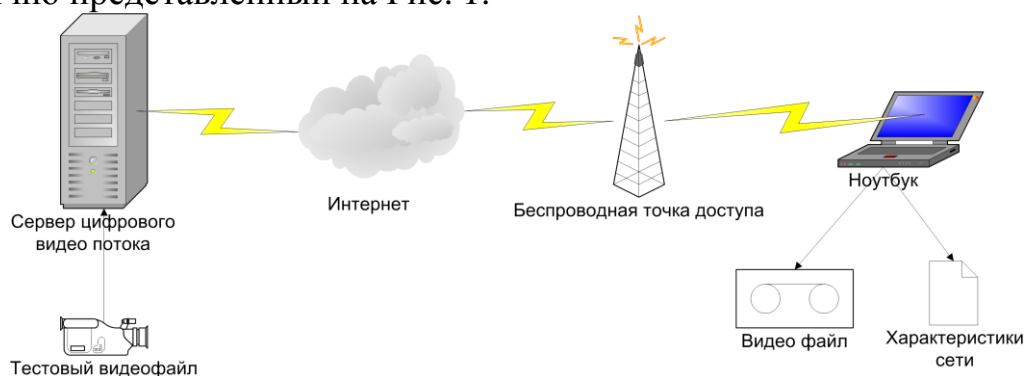 представленный на Рис. 1.
Интернет
Беспроводная точка доступа
Ноутбук
Сервер цифрового
видео потока
Видео файл
Характеристики
сети
Тестовый видеофайл